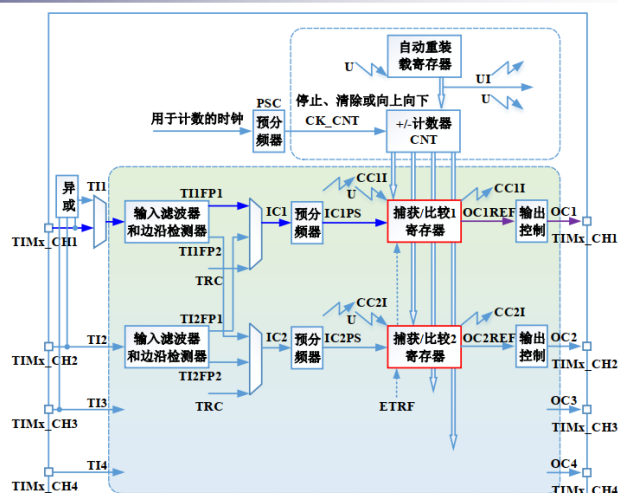 自动重装
载寄存器
U
UI
U
停止、清除或向上向下
PSC
用于计数的时钟
预分
频器
CK_CNT
+/-计数器
CNT
异
或
TI1
TI1FP1
CC1I
U
CC1I
输入滤波器
和边沿检测器
IC1
预分
频器
IC1PS
捕获/比较1
寄存器
OC1REF
输出
控制
OC1
TIMx_CH1
TIMx_CH1
TI1FP2
TRC
TI2FP1
CC2I
U
CC2I
TI2
输入滤波器
和边沿检测器
IC2
预分
频器
IC2PS
捕获/比较2
寄存器
OC2REF
输出
控制
OC2
TIMx_CH2
TIMx_CH2
TI2FP2
TRC
ETRF
TI3
OC3
TIMx_CH3
TIMx_CH3
TI4
OC4
TIMx_CH4
TIMx_CH4